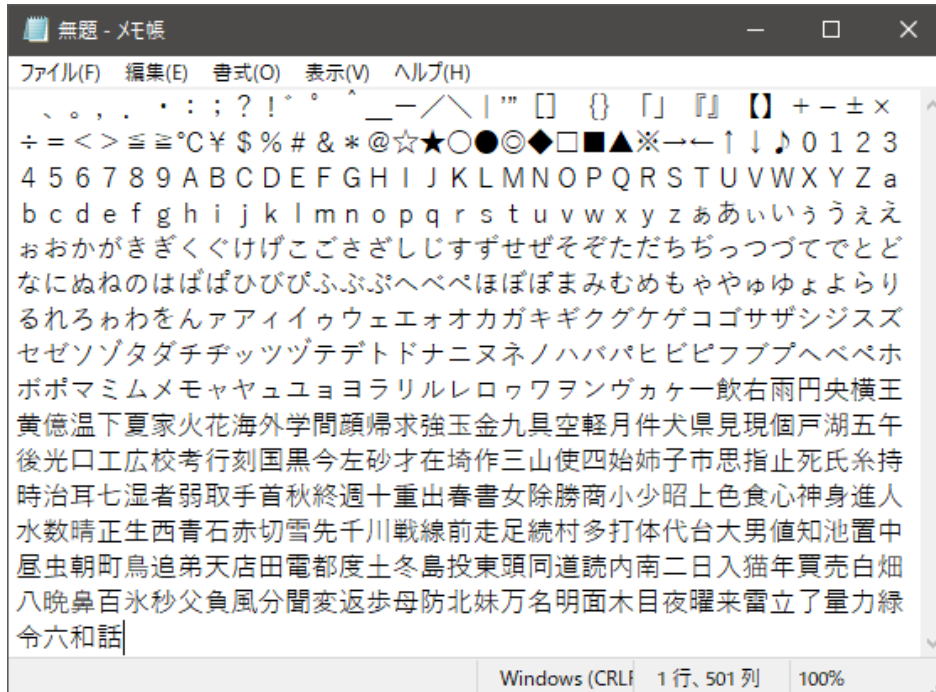 無題 - メモ帳
ファイル(F) 編集(E) 書式(O) 表示(V) ヘルプ(H)
　、。，．・：；？！゛゜＾＿ー／＼｜’”［］｛｝「」『』【】＋－±×
÷＝＜＞≦≧℃￥＄％＃＆＊＠☆★○●◎◆□■▲※→←↑↓♪０１２３
４５６７８９ＡＢＣＤＥＦＧＨＩＪＫＬＭＮＯＰＱＲＳＴＵＶＷＸＹＺａ
ｂｃｄｅｆｇｈｉｊｋｌｍｎｏｐｑｒｓｔｕｖｗｘｙｚぁあぃいぅうぇえ
ぉおかがきぎくぐけげこごさざしじすずせぜそぞただちぢっつづてでとど
なにぬねのはばぱひびぴふぶぷへべぺほぼぽまみむめもゃやゅゆょよらり
るれろゎわをんァアィイゥウェエォオカガキギクグケゲコゴサザシジスズ
セゼソゾタダチヂッツヅテデトドナニヌネノハバパヒビピフブプヘベペホ
ボポマミムメモャヤュユョヨラリルレロヮワヲンヴヵヶ一飲右雨円央横王
黄億温下夏家火花海外学間顔帰求強玉金九具空軽月件犬県見現個戸湖五午
後光口工広校考行刻国黒今左砂才在埼作三山使四始姉子市思指止死氏糸持
時治耳七湿者弱取手首秋終週十重出春書女除勝商小少昭上色食心神身進人
水数晴正生西青石赤切雪先千川戦線前走足続村多打体代台大男値知池置中
昼虫朝町鳥追弟天店田電都度土冬島投東頭同道読内南二日入猫年買売白畑
八晩鼻百氷秒父負風分聞変返歩母防北妹万名明面木目夜曜来雷立了量力緑
令六和話
Windows (CRLF 1 行、501 列 100%